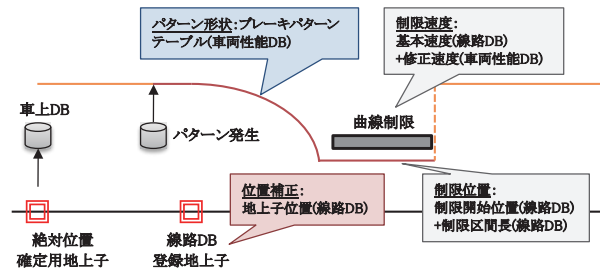 パターン形状：ブレーキパターン
テーブル(車両性能DB)
制限速度：
基本速度(線路DB)
+修正速度(車両性能DB)
車上DB
パターン発生
曲線制限
位置補正：
地上子位置(線路DB)
制限位置：
制限開始位置(線路DB)
+制限区間長(線路DB)
絶対位置
確定用地上子
線路DB
登録地上子